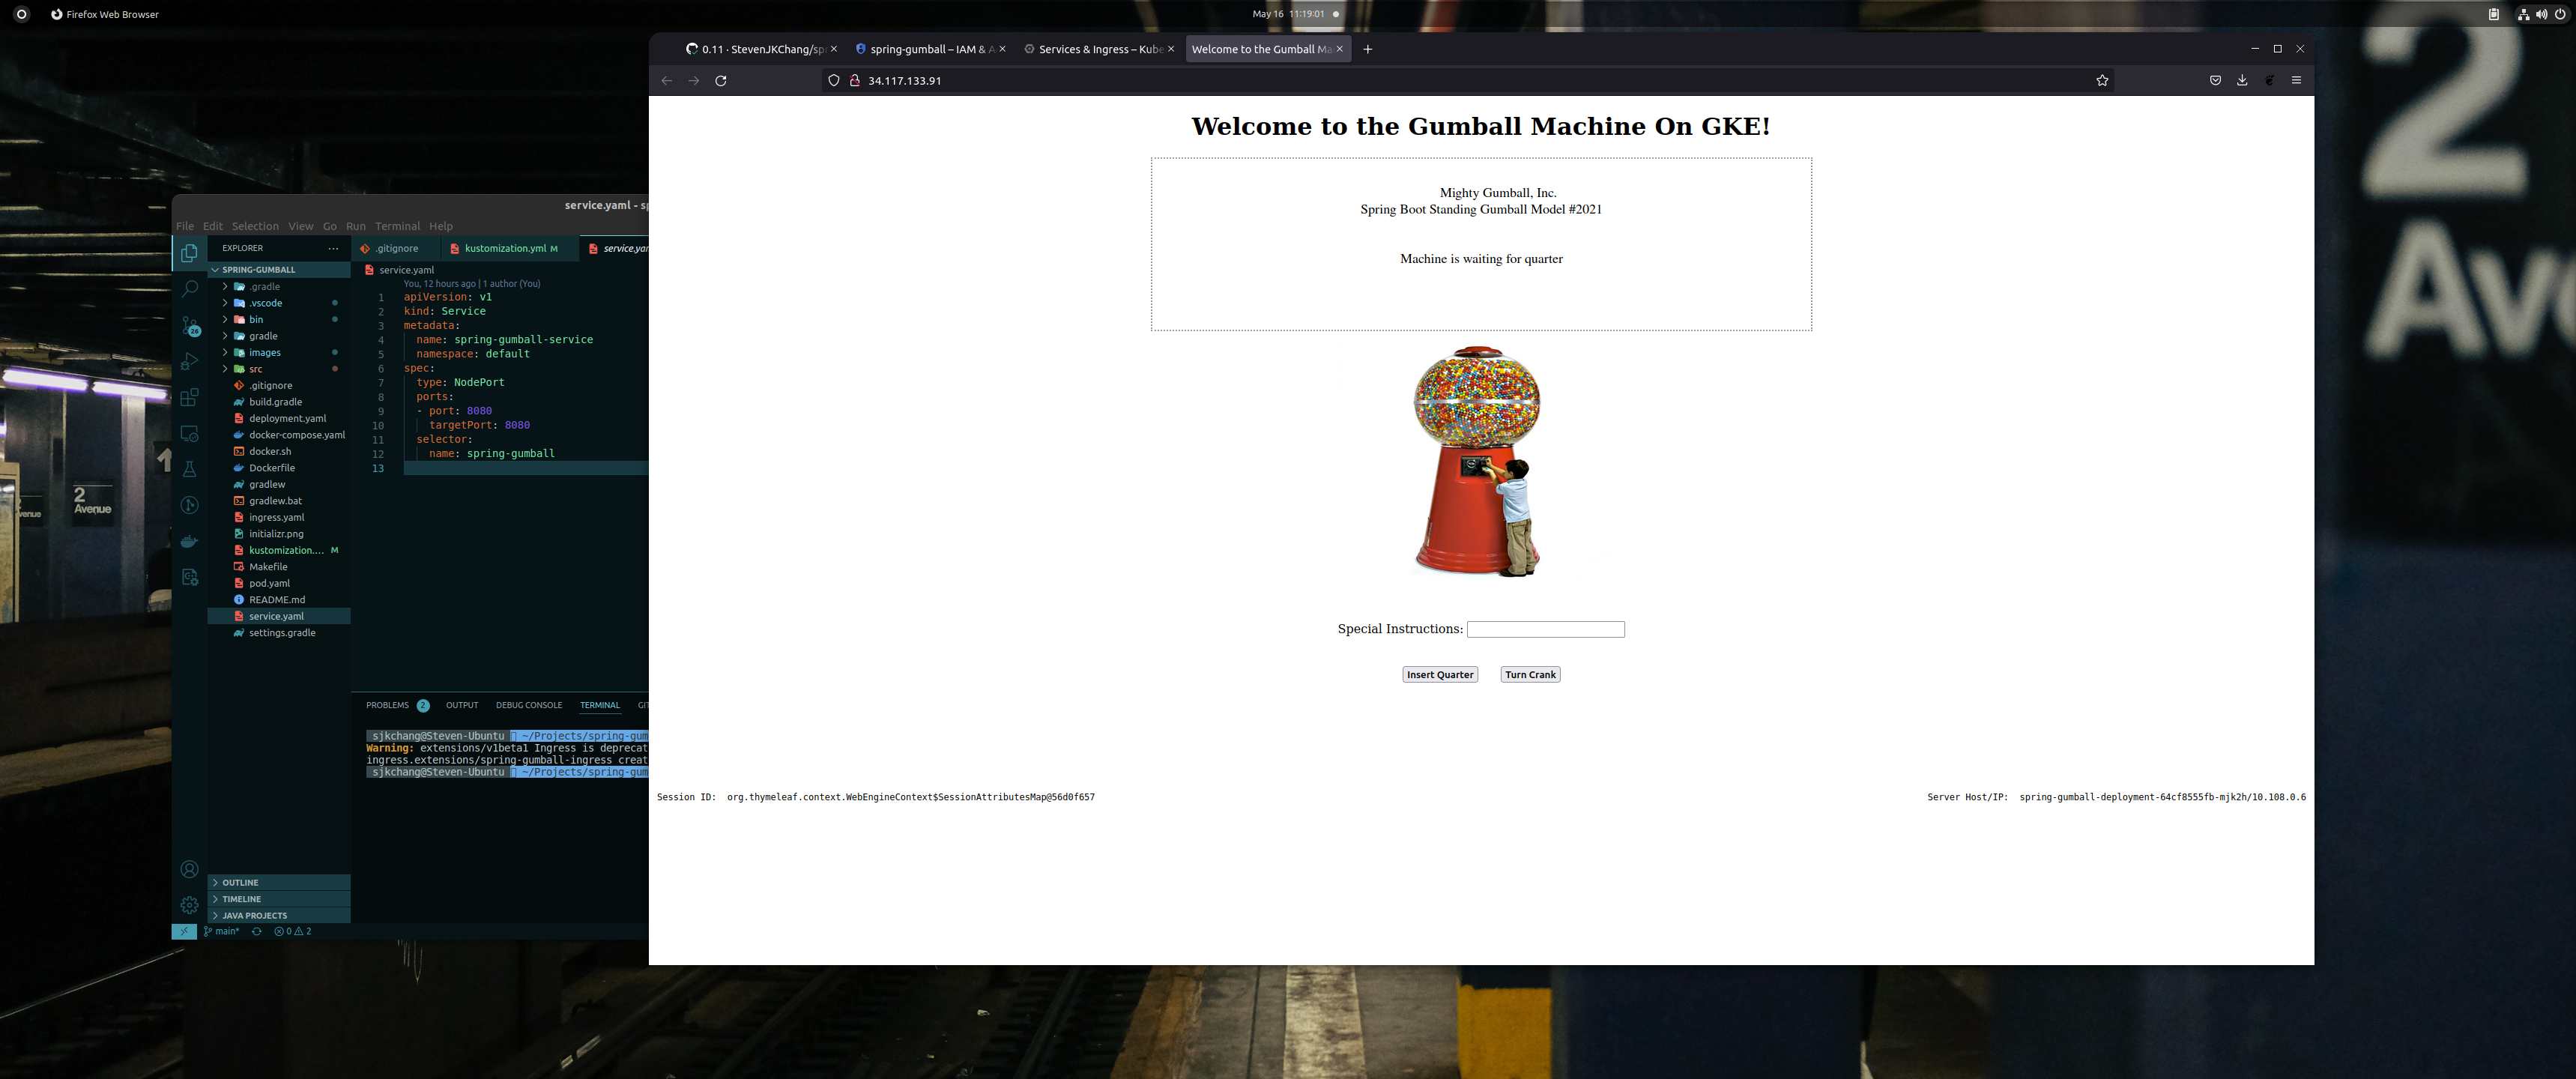 Firefox Web Browser
May 16 11:19:01
0.11 · StevenJKChang/spr
spring-gumball – IAM & A
Services & Ingress – Kube
Welcome to the Gumball Ma
34.117.133.91
Welcome to the Gumball Machine On GKE!
Mighty Gumball, Inc.
Spring Boot Standing Gumball Model #2021
Machine is waiting for quarter
Special Instructions:
Insert Quarter
Turn Crank
Session ID: org.thymeleaf.context.WebEngineContext$SessionAttributesMap@56d0f657
Server Host/IP: spring-gumball-deployment-64cf8555fb-mjk2h/10.108.0.6
service.yaml - sp
File Edit Selection View Go Run Terminal Help
EXPLORER
SPRING-GUMBALL
.gradle
.vscode
bin
gradle
images
src
.gitignore
build.gradle
deployment.yaml
docker-compose.yaml
docker.sh
Dockerfile
gradlew
gradlew.bat
ingress.yaml
initializr.png
kustomization.... M
Makefile
pod.yaml
README.md
service.yaml
settings.gradle
OUTLINE
TIMELINE
JAVA PROJECTS
26
.gitignore
kustomization.yml M
service.yam
service.yaml
You, 12 hours ago | 1 author (You)
1 apiVersion: v1
2 kind: Service
3 metadata:
4 name: spring-gumball-service
5 namespace: default
6 spec:
7 type: NodePort
8 ports:
9 - port: 8080
10 targetPort: 8080
11 selector:
12 name: spring-gumball
13
PROBLEMS 2 OUTPUT DEBUG CONSOLE TERMINAL GI
sjkchang@Steven-Ubuntu ~/Projects/spring-gum
Warning: extensions/v1beta1 Ingress is deprecat
ingress.extensions/spring-gumball-ingress creat
sjkchang@Steven-Ubuntu ~/Projects/spring-gum
main* 0 2
2
Avenue
enue
2
Ave